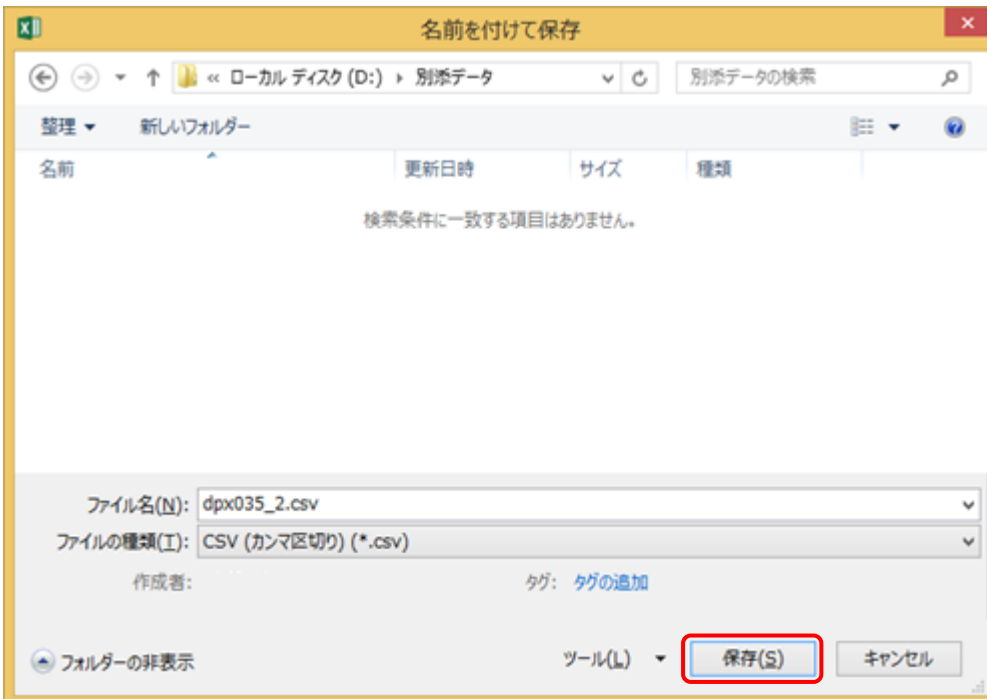 名前を付けて保存
« ローカル ディスク (D:) 別添データ 別添データの検索
整理 新しいフォルダー
名前 更新日時 サイズ 種類
検索条件に一致する項目はありません。
ファイル名(N): dpx035_2.csv
ファイルの種類(T): CSV (カンマ区切り) (*.csv)
作成者: タグ: タグの追加
フォルダーの非表示 ツール(L) 保存(S) キャンセル